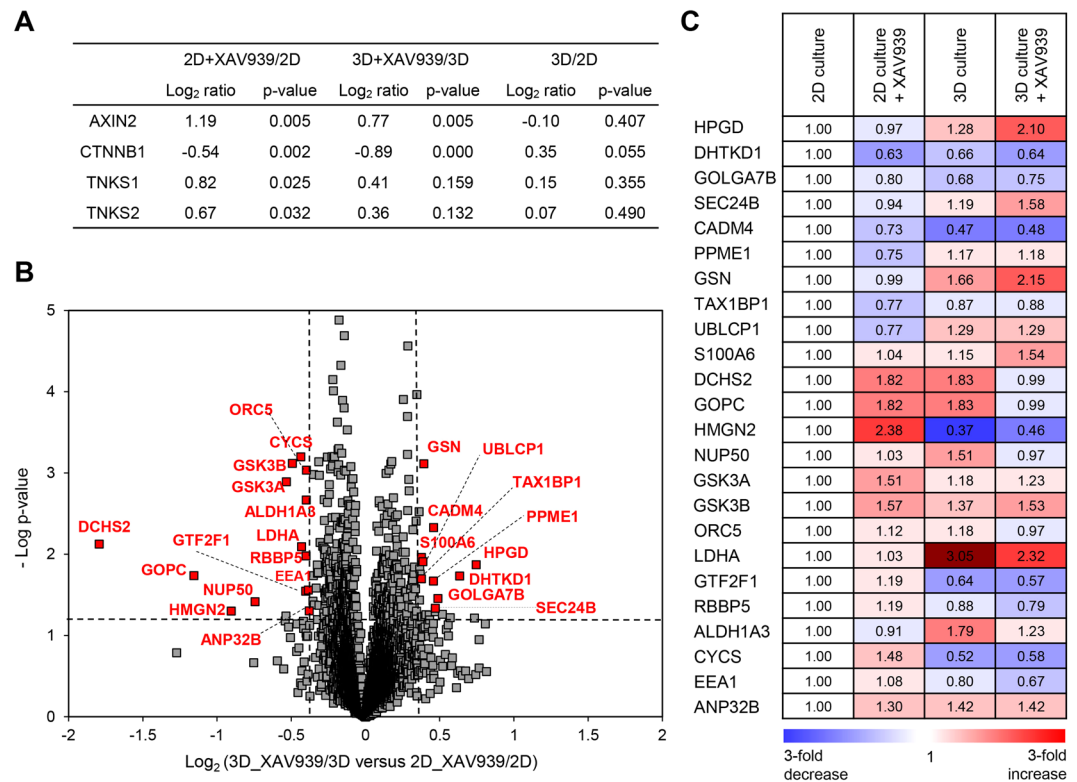 A
2D+XAV939/2D 3D+XAV939/3D 3D/2D
Log2 ratio p-value Log2 ratio p-value Log2 ratio p-value
AXIN2 1.19 0.005 0.77 0.005 -0.10 0.407
CTNNB1 -0.54 0.002 -0.89 0.000 0.35 0.055
TNKS1 0.82 0.025 0.41 0.159 0.15 0.355
TNKS2 0.67 0.032 0.36 0.132 0.07 0.490
B
- Log p-value
5
4
3
2
1
0
-2 -1.5 -1 -0.5 0 0.5 1 1.5 2
Log2 (3D_XAV939/3D versus 2D_XAV939/2D)
ORC5
CYCS
GSK3B
GSK3A
ALDH1A3
DCHS2
LDHA
GTF2F1
RBBP5
GOPC
EEA1
NUP50
HMGN2
ANP32B
GSN
UBLCP1
TAX1BP1
CADM4
PPME1
S100A6
HPGD
DHTKD1
GOLGA7B
SEC24B
C
2D culture
2D culture
+ XAV939
3D culture
3D culture
+ XAV939
HPGD 1.00 0.97 1.28 2.10
DHTKD1 1.00 0.63 0.66 0.64
GOLGA7B 1.00 0.80 0.68 0.75
SEC24B 1.00 0.94 1.19 1.58
CADM4 1.00 0.73 0.47 0.48
PPME1 1.00 0.75 1.17 1.18
GSN 1.00 0.99 1.66 2.15
TAX1BP1 1.00 0.77 0.87 0.88
UBLCP1 1.00 0.77 1.29 1.29
S100A6 1.00 1.04 1.15 1.54
DCHS2 1.00 1.82 1.83 0.99
GOPC 1.00 1.82 1.83 0.99
HMGN2 1.00 2.38 0.37 0.46
NUP50 1.00 1.03 1.51 0.97
GSK3A 1.00 1.51 1.18 1.23
GSK3B 1.00 1.57 1.37 1.53
ORC5 1.00 1.12 1.18 0.97
LDHA 1.00 1.03 3.05 2.32
GTF2F1 1.00 1.19 0.64 0.57
RBBP5 1.00 1.19 0.88 0.79
ALDH1A3 1.00 0.91 1.79 1.23
CYCS 1.00 1.48 0.52 0.58
EEA1 1.00 1.08 0.80 0.67
ANP32B 1.00 1.30 1.42 1.42
3-fold 1 3-fold
decrease increase